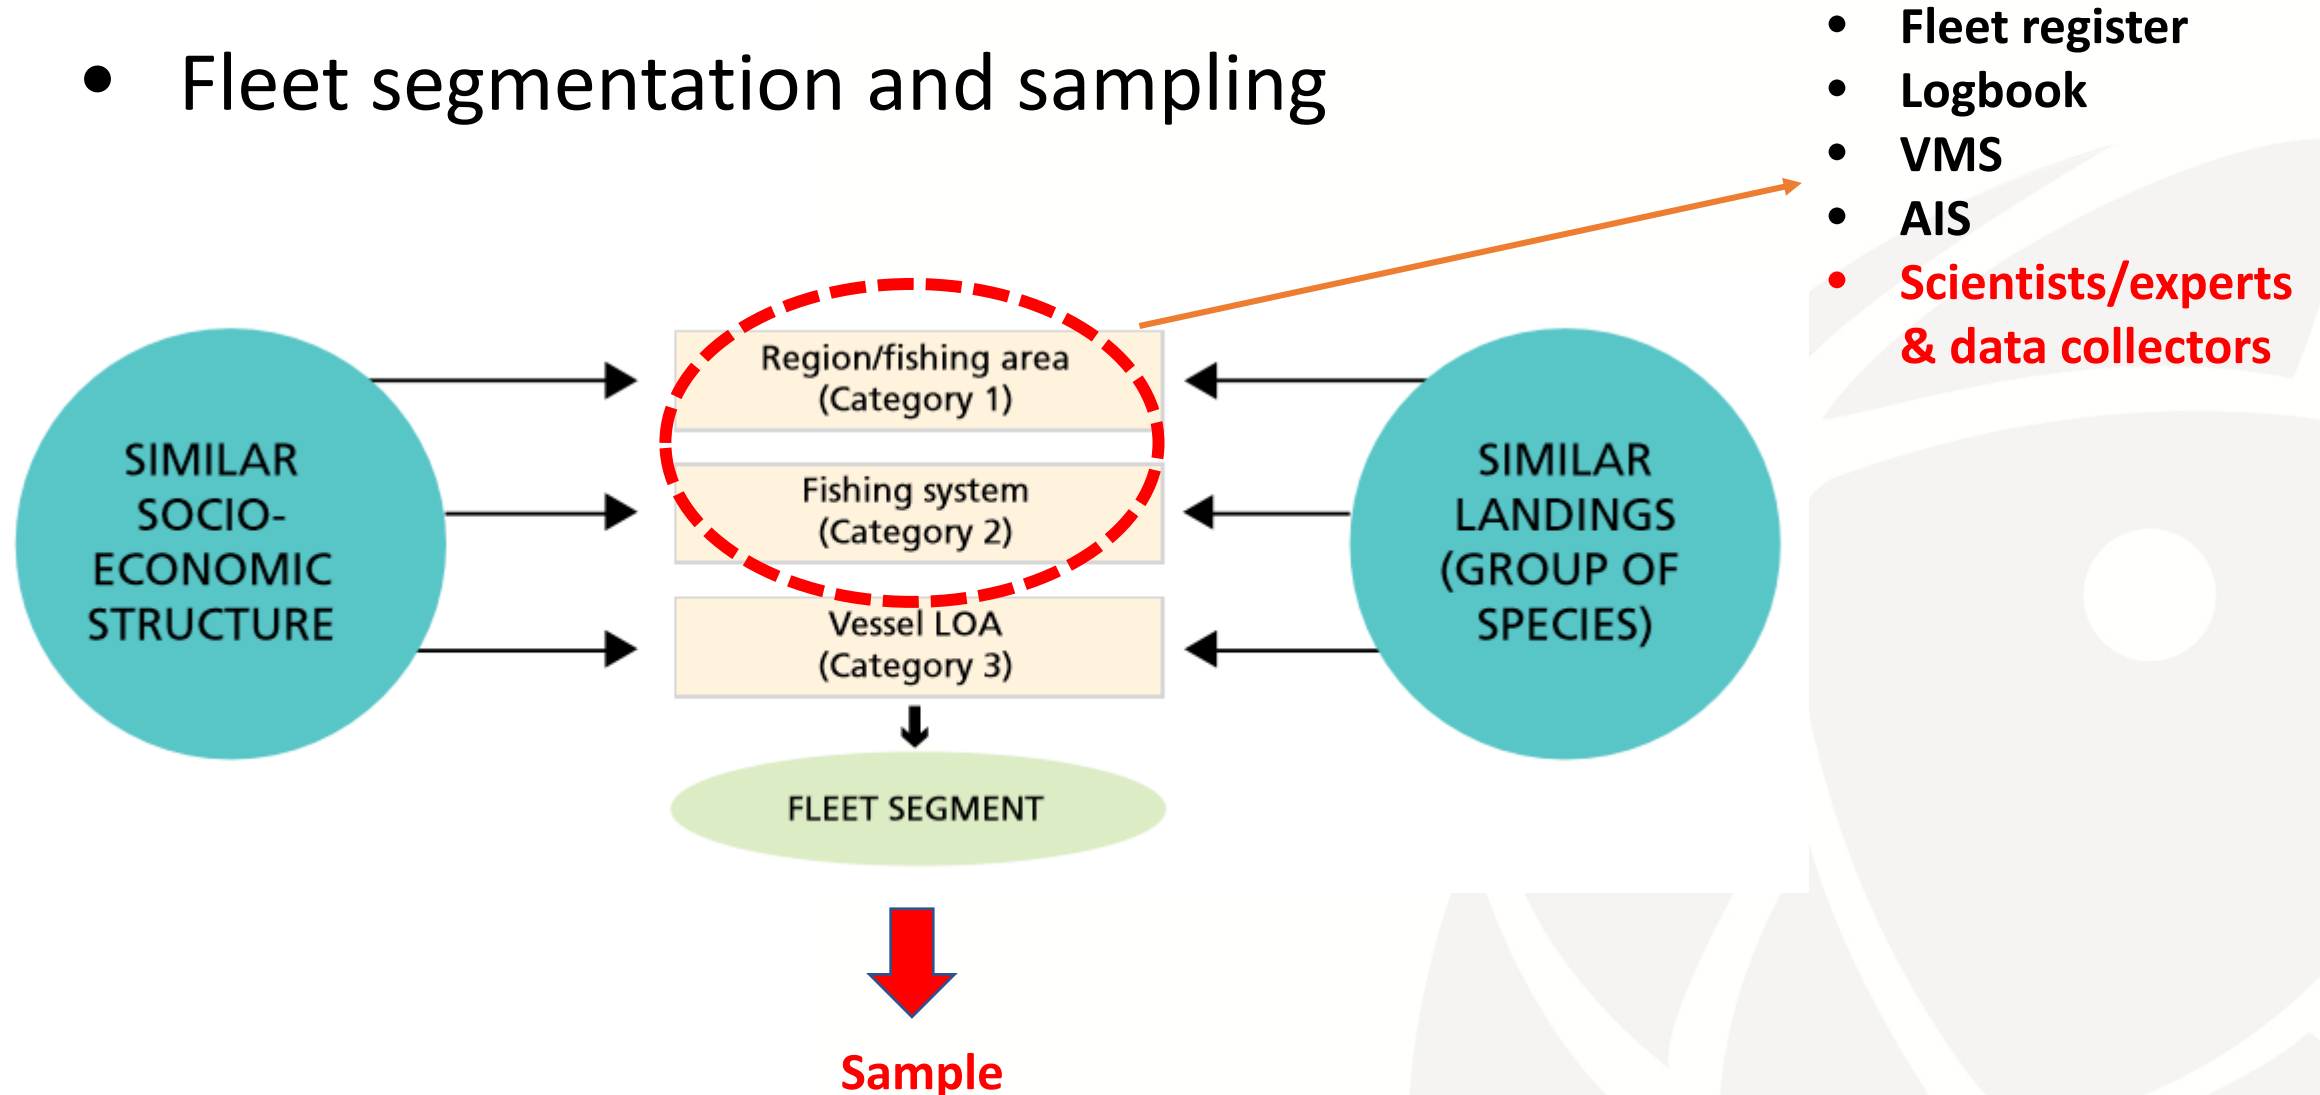 • Fleet segmentation and sampling
• Fleet register
• Logbook
• VMS
• AIS
• Scientists/experts
& data collectors
SIMILAR
SOCIO-
ECONOMIC
STRUCTURE
Region/fishing area
(Category 1)
Fishing system
(Category 2)
Vessel LOA
(Category 3)
SIMILAR
LANDINGS
(GROUP OF
SPECIES)
FLEET SEGMENT
Sample